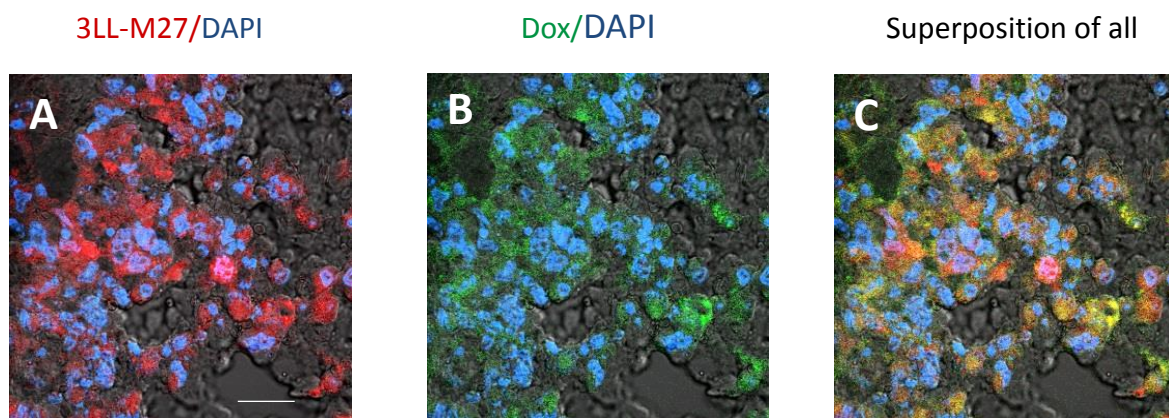 3LL-M27/DAPI
Dox/DAPI
Superposition of all
A
B
C